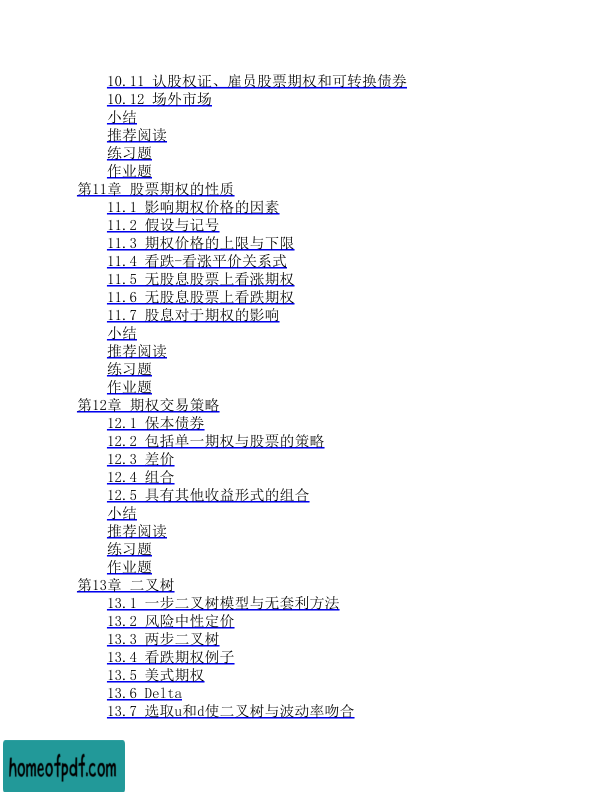 10.11 认股权证、雇员股票期权和可转换债券
10.12 场外市场
小结
推荐阅读
练习题
作业题
第11章 股票期权的性质
11.1 影响期权价格的因素
11.2 假设与记号
11.3 期权价格的上限与下限
11.4 看跌-看涨平价关系式
11.5 无股息股票上看涨期权
11.6 无股息股票上看跌期权
11.7 股息对于期权的影响
小结
推荐阅读
练习题
作业题
第12章 期权交易策略
12.1 保本债券
12.2 包括单一期权与股票的策略
12.3 差价
12.4 组合
12.5 具有其他收益形式的组合
小结
推荐阅读
练习题
作业题
第13章 二叉树
13.1 一步二叉树模型与无套利方法
13.2 风险中性定价
13.3 两步二叉树
13.4 看跌期权例子
13.5 美式期权
13.6 Delta
13.7 选取u和d使二叉树与波动率吻合
homeofpdf.com